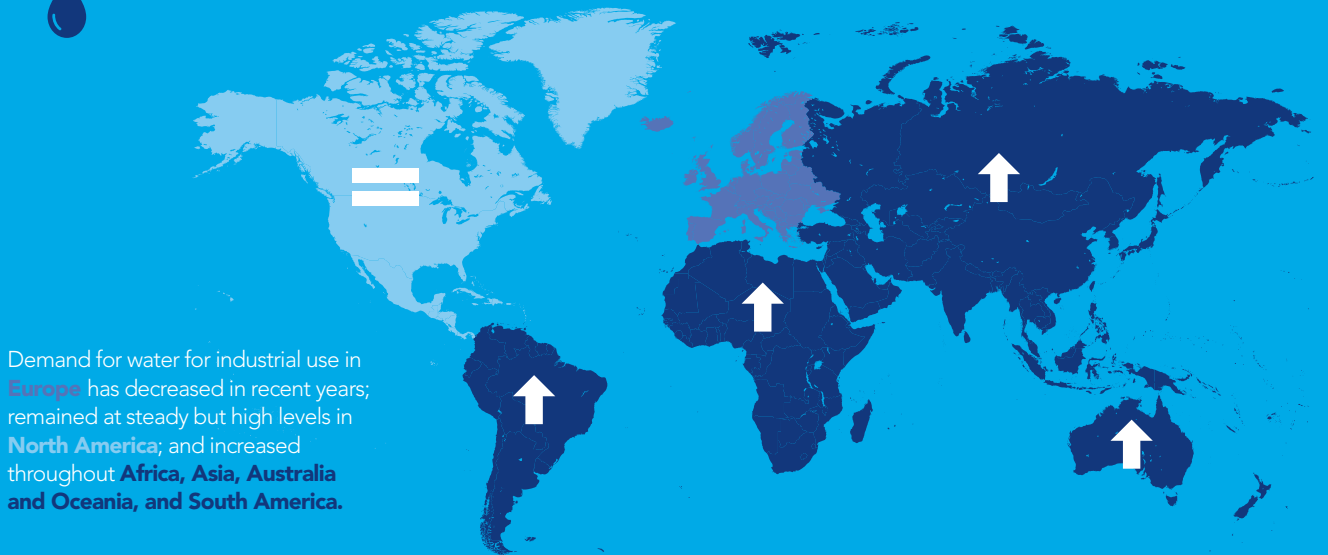 Demand for water for industrial use in
Europe has decreased in recent years;
remained at steady but high levels in
North America; and increased
throughout Africa, Asia, Australia
and Oceania, and South America.